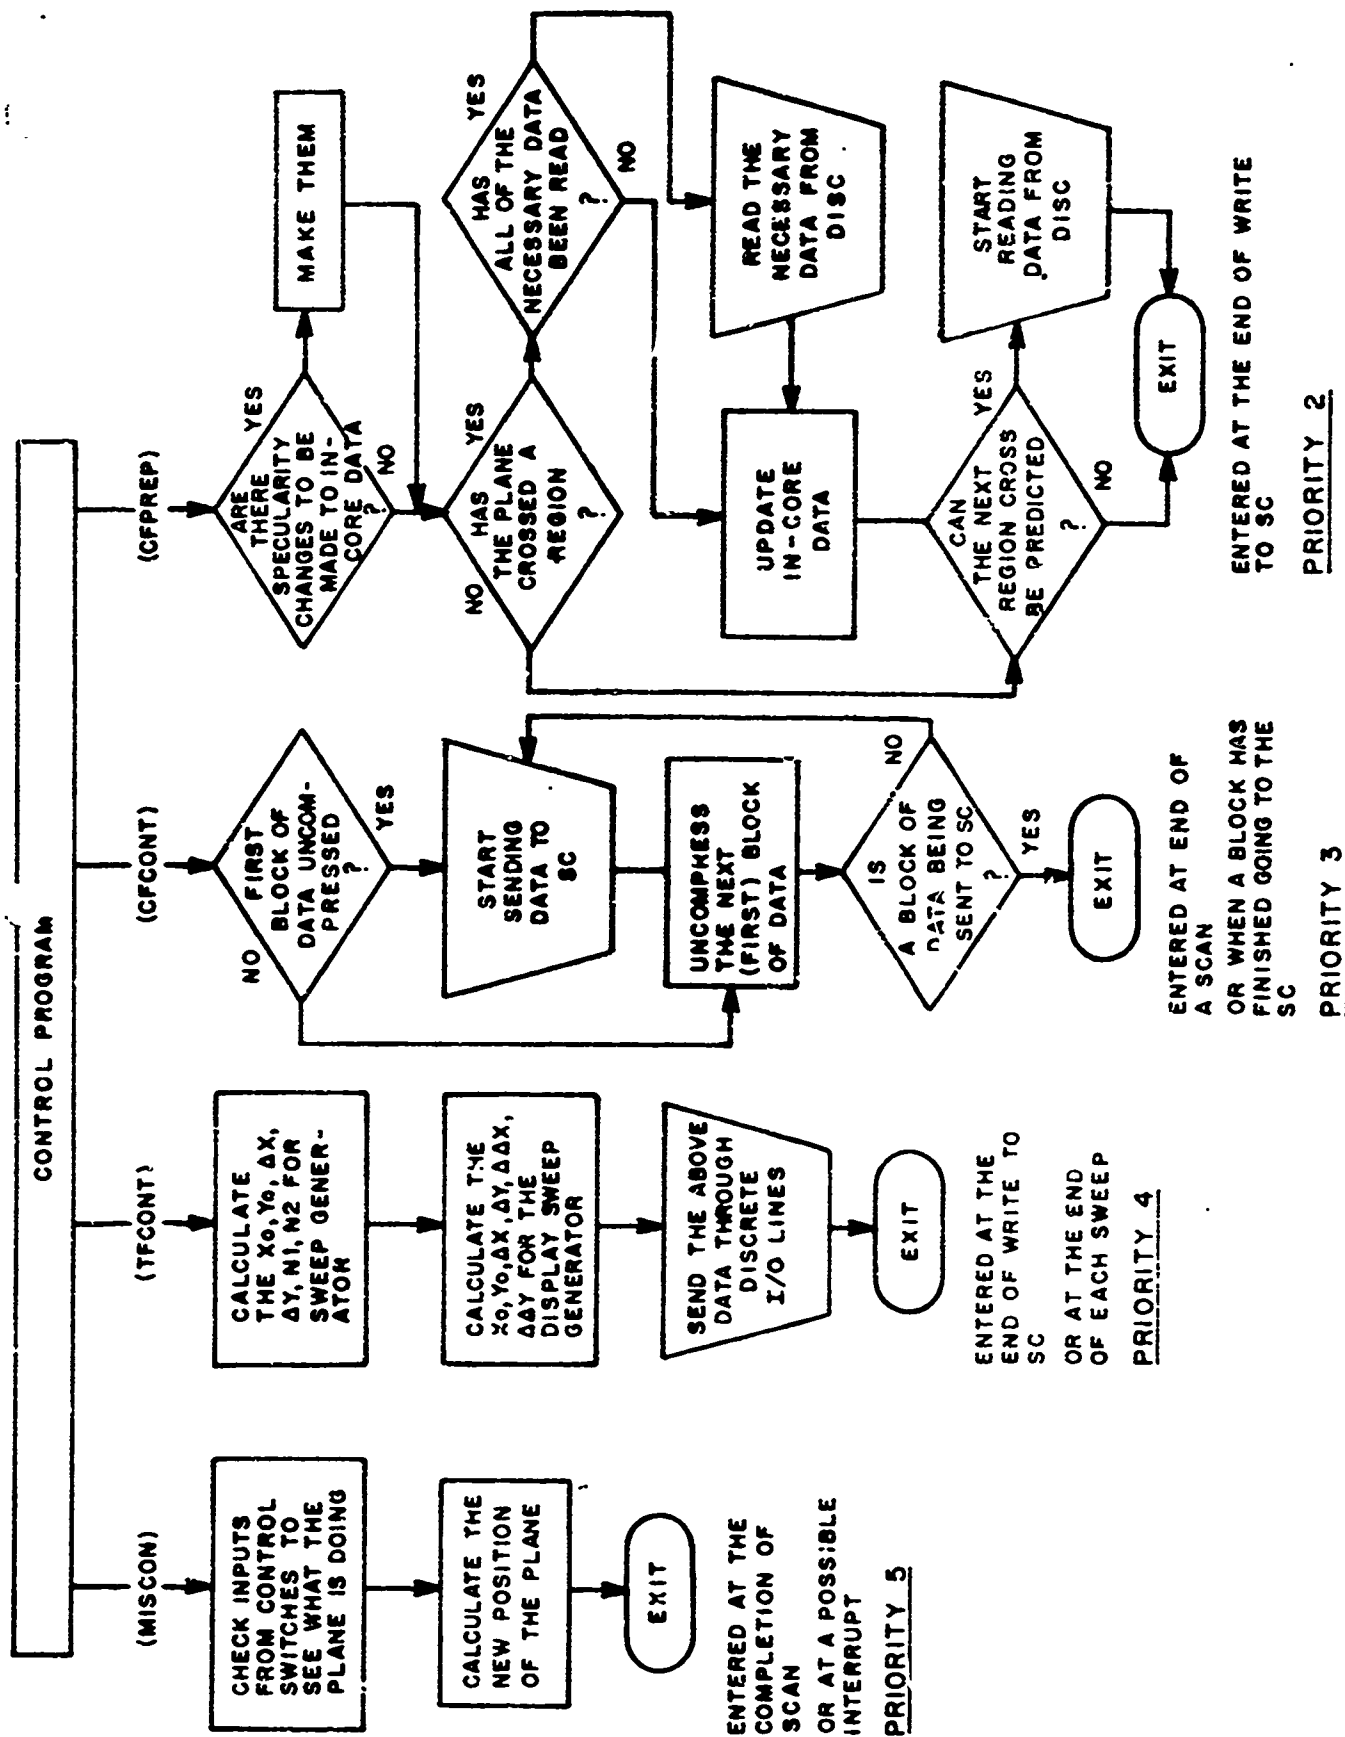 CONTROL PROGRAM
(MISCON)
CHECK INPUTS
FROM CONTROL
SWITCHES TO
SEE WHAT THE
PLANE IS DOING
CALCULATE THE
NEW POSITION
OF THE PLANE
EXIT
ENTERED AT THE
COMPLETION OF
SCAN
OR AT A POSSIBLE
INTERRUPT
PRIORITY 5
(TFCONT)
CALCULATE
THE X0, Y0, ΔX,
ΔY, N1, N2 FOR
SWEEP GENER-
ATOR
CALCULATE THE
X0, Y0, ΔX, ΔY, ΔΔX,
ΔΔY FOR THE
DISPLAY SWEEP
GENERATOR
SEND THE ABOVE
DATA THROUGH
DISCRETE
I/O LINES
EXIT
ENTERED AT THE
END OF WRITE TO
SC
OR AT THE END
OF EACH SWEEP
PRIORITY 4
(CFCONT)
FIRST
BLOCK OF
DATA UNCOM-
PRESSED
?
NO
YES
START
SENDING
DATA TO
SC
UNCOMPRESS
THE NEXT
(FIRST) BLOCK
OF DATA
IS
A BLOCK OF
DATA BEING
SENT TO SC
?
NO
YES
EXIT
ENTERED AT END OF
A SCAN
OR WHEN A BLOCK HAS
FINISHED GOING TO THE
SC
PRIORITY 3
(CFPREP)
ARE
THERE
SPECULARITY
CHANGES TO BE
MADE TO IN-
CORE DATA
?
YES
NO
MAKE THEM
HAS
THE PLANE
CROSSED A
REGION
?
NO
YES
HAS
ALL OF THE
NECESSARY DATA
BEEN READ
?
YES
NO
READ THE
NECESSARY
DATA FROM
DISC
UPDATE
IN-CORE
DATA
CAN
THE NEXT
REGION CROSS
BE PREDICTED
?
YES
NO
START
READING
DATA FROM
DISC
EXIT
ENTERED AT THE END OF WRITE
TO SC
PRIORITY 2